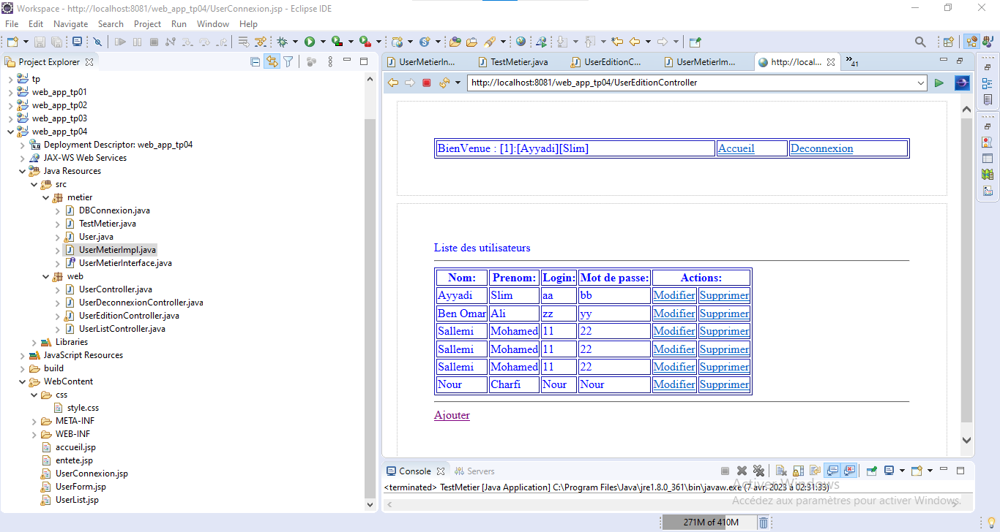 Workspace - http://localhost:8081/web_app_tp04/UserConnexion.jsp - Eclipse IDE
File Edit Navigate Search Project Run Window Help
Project Explorer
tp
web_app_tp01
web_app_tp02
web_app_tp03
web_app_tp04
Deployment Descriptor: web_app_tp04
JAX-WS Web Services
Java Resources
src
metier
DBConnexion.java
TestMetier.java
User.java
UserMetierImpl.java
UserMetierInterface.java
web
UserController.java
UserDeconnexionController.java
UserEditionController.java
UserListController.java
Libraries
JavaScript Resources
build
WebContent
css
style.css
META-INF
WEB-INF
accueil.jsp
entete.jsp
UserConnexion.jsp
UserForm.jsp
UserList.jsp
UserMetierIn... TestMetier.java UserEditionC... UserMetierIm... http://local... 41
http://localhost:8081/web_app_tp04/UserEditionController
BienVenue : [1]:[Ayyadi][Slim] Accueil Deconnexion
Liste des utilisateurs
Nom: Prenom: Login: Mot de passe: Actions:
Ayyadi Slim aa bb Modifier Supprimer
Ben Omar Ali zz yy Modifier Supprimer
Sallemi Mohamed 11 22 Modifier Supprimer
Sallemi Mohamed 11 22 Modifier Supprimer
Sallemi Mohamed 11 22 Modifier Supprimer
Nour Charfi Nour Nour Modifier Supprimer
Ajouter
Console Servers
<terminated> TestMetier [Java Application] C:\Program Files\Java\jre1.8.0_361\bin\javaw.exe (7 avr. 2023 à 02:31:33)
Activer Windows
Accédez aux paramètres pour activer Windows.
271M of 410M